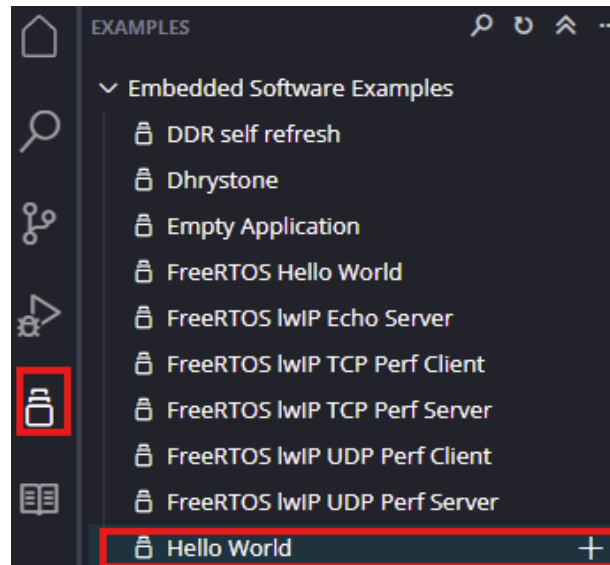 EXAMPLES
Embedded Software Examples
DDR self refresh
Dhrystone
Empty Application
FreeRTOS Hello World
FreeRTOS lwIP Echo Server
FreeRTOS lwIP TCP Perf Client
FreeRTOS lwIP TCP Perf Server
FreeRTOS lwIP UDP Perf Client
FreeRTOS lwIP UDP Perf Server
Hello World